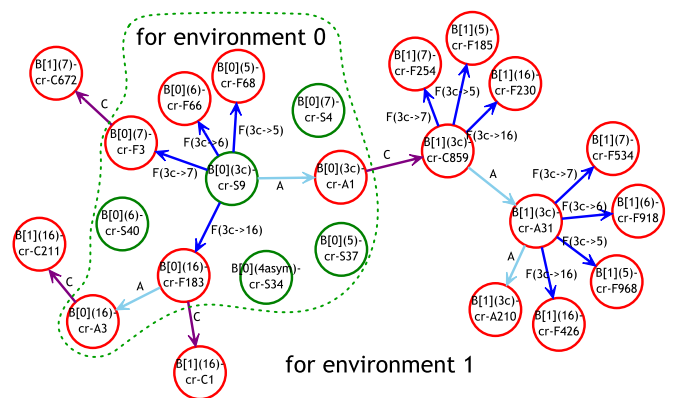 for environment 0
B[1](7)-
cr-C672
C
B[0](7)-
cr-F3
B[0](6)-
cr-F66
B[0](5)-
cr-F68
B[0](7)-
cr-S4
F(3c->6)
F(3c->5)
F(3c->7)
B[0](3c)-
cr-S9
A
B[0](3c)-
cr-A1
C
B[1](7)-
cr-F254
B[1](5)-
cr-F185
B[1](16)-
cr-F230
F(3c->7)
F(3c->5)
F(3c->16)
B[1](3c)-
cr-C859
A
B[1](7)-
cr-F534
F(3c->7)
B[1](3c)-
cr-A31
F(3c->6)
B[1](6)-
cr-F918
F(3c->5)
B[1](5)-
cr-F968
F(3c->16)
A
B[1](3c)-
cr-A210
B[1](16)-
cr-F426
B[0](6)-
cr-S40
F(3c->16)
B[0](5)-
cr-S37
B[0](4asym)-
cr-S34
B[0](16)-
cr-F183
A
B[1](16)-
cr-C211
C
B[0](16)-
cr-A3
C
B[1](16)-
cr-C1
for environment 1